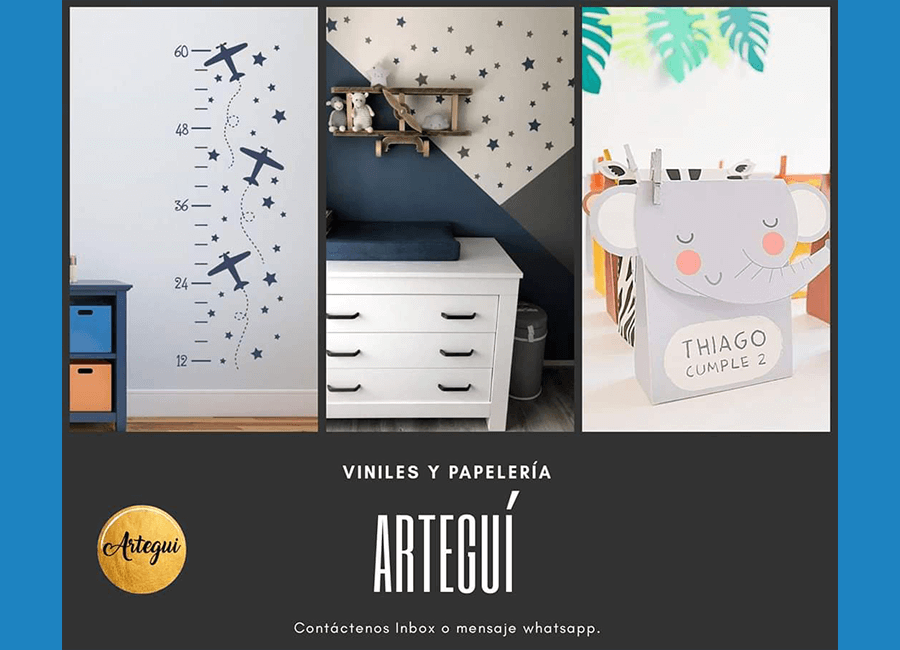 60
48
36
24
12
THIAGO
CUMPLE 2
VINILES Y PAPELERÍA
ARTEGUÍ
Artegui
Contáctenos Inbox o mensaje whatsapp.